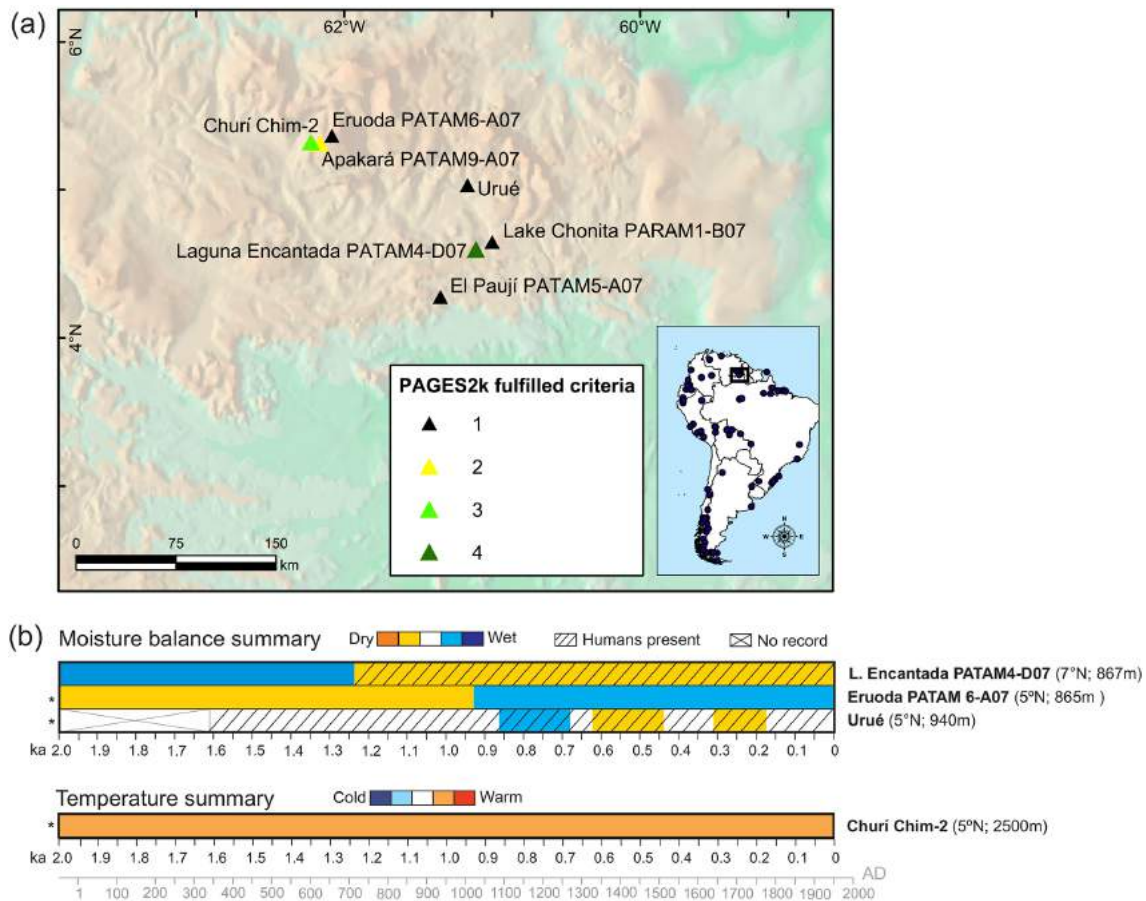 (a)
62°W
60°W
6°N
4°N
Churí Chim-2
Eruoda PATAM6-A07
Apakará PATAM9-A07
Urué
Lake Chonita PARAM1-B07
Laguna Encantada PATAM4-D07
El Paují PATAM5-A07
PAGES2k fulfilled criteria
1
2
3
4
0 75 150
km
N
W E
S
(b) Moisture balance summary Dry Wet Humans present No record
L. Encantada PATAM4-D07 (7°N; 867m)
* Eruoda PATAM 6-A07 (5ºN; 865m )
* Urué (5°N; 940m)
ka 2.0 1.9 1.8 1.7 1.6 1.5 1.4 1.3 1.2 1.1 1.0 0.9 0.8 0.7 0.6 0.5 0.4 0.3 0.2 0.1 0
Temperature summary Cold Warm
* Churí Chim-2 (5ºN; 2500m)
ka 2.0 1.9 1.8 1.7 1.6 1.5 1.4 1.3 1.2 1.1 1.0 0.9 0.8 0.7 0.6 0.5 0.4 0.3 0.2 0.1 0
AD
1 100 200 300 400 500 600 700 800 900 1000 1100 1200 1300 1400 1500 1600 1700 1800 1900 2000